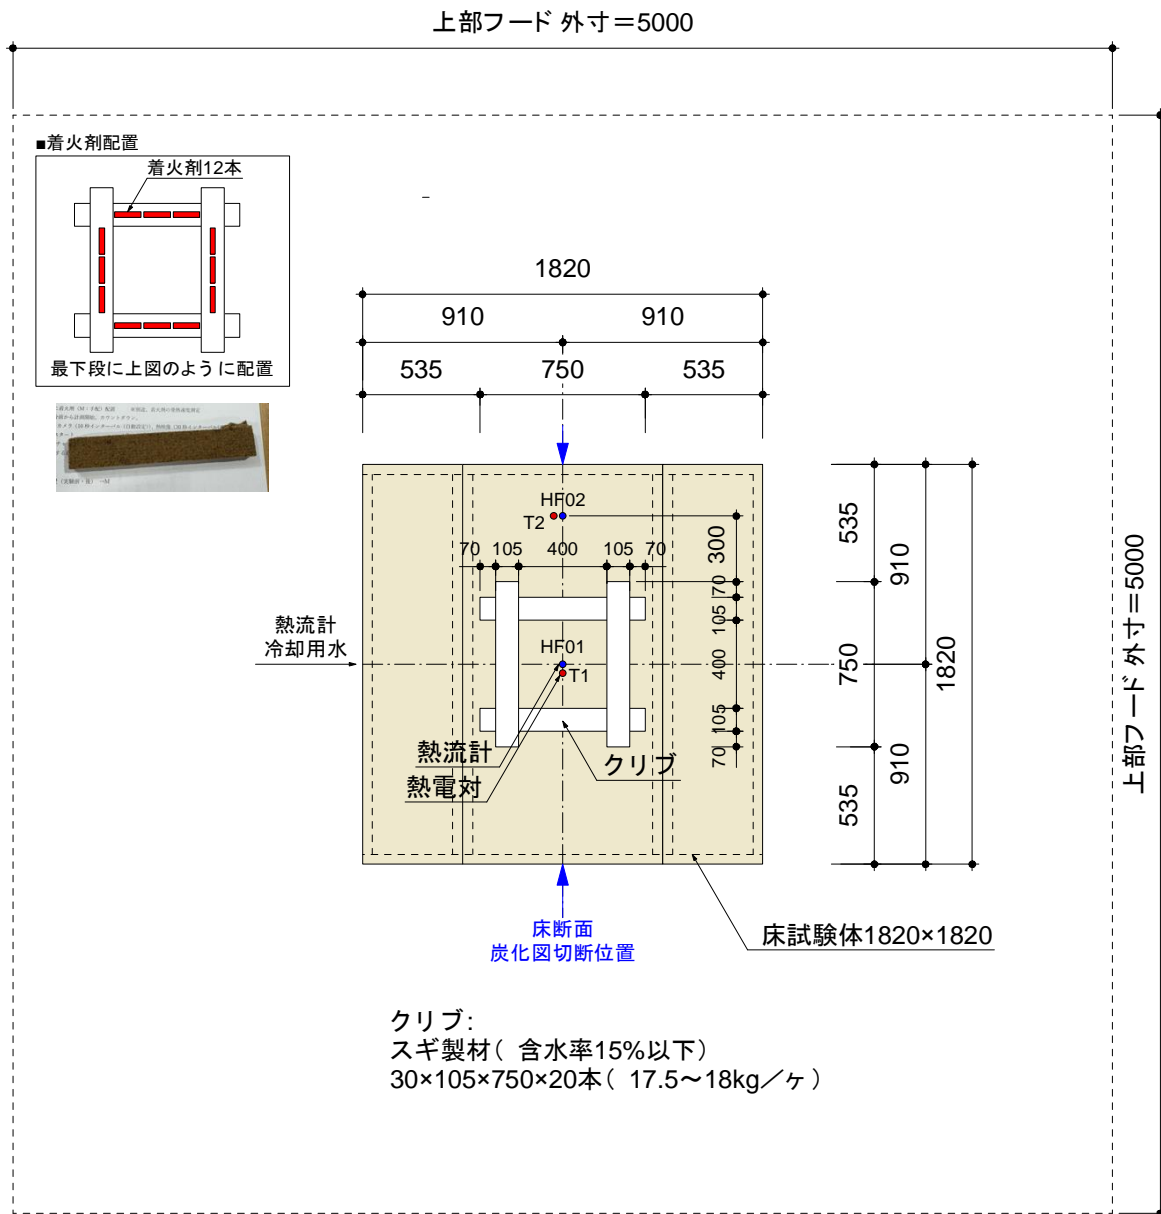 上部フード 外寸=5000
■着火剤配置
着火剤12本
最下段に上図のように配置
1820
910
910
535
750
535
HF02
T2
70
105
400
105
70
300
70
105
400
105
70
HF01
T1
熱流計
冷却用水
熱流計
熱電対
クリブ
535
750
535
910
910
1820
上部フード 外寸=5000
床断面
炭化図切断位置
床試験体1820×1820
クリブ:
スギ製材( 含水率15%以下)
30×105×750×20本( 17.5～18kg/ヶ)